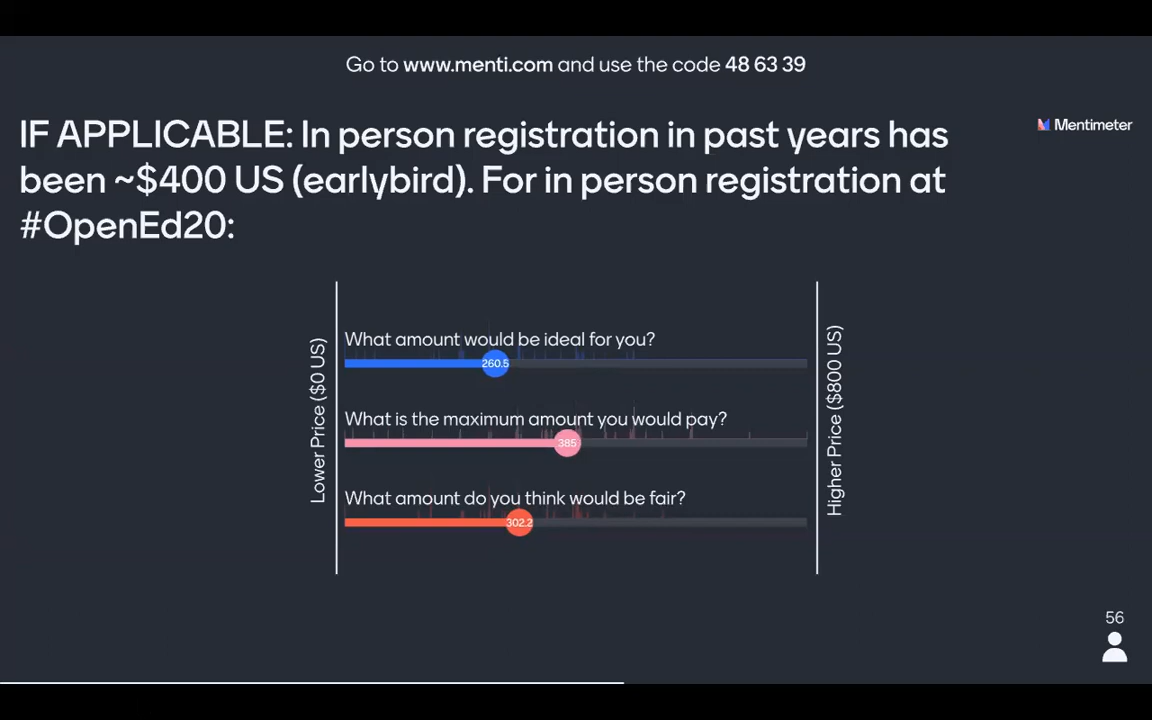 Go to www.menti.com and use the code 48 63 39
IF APPLICABLE: In person registration in past years has
been ~$400 US (earlybird). For in person registration at
#OpenEd20:
Mentimeter
Lower Price ($0 US)
What amount would be ideal for you?
260.5
What is the maximum amount you would pay?
385
What amount do you think would be fair?
302.2
Higher Price ($800 US)
56